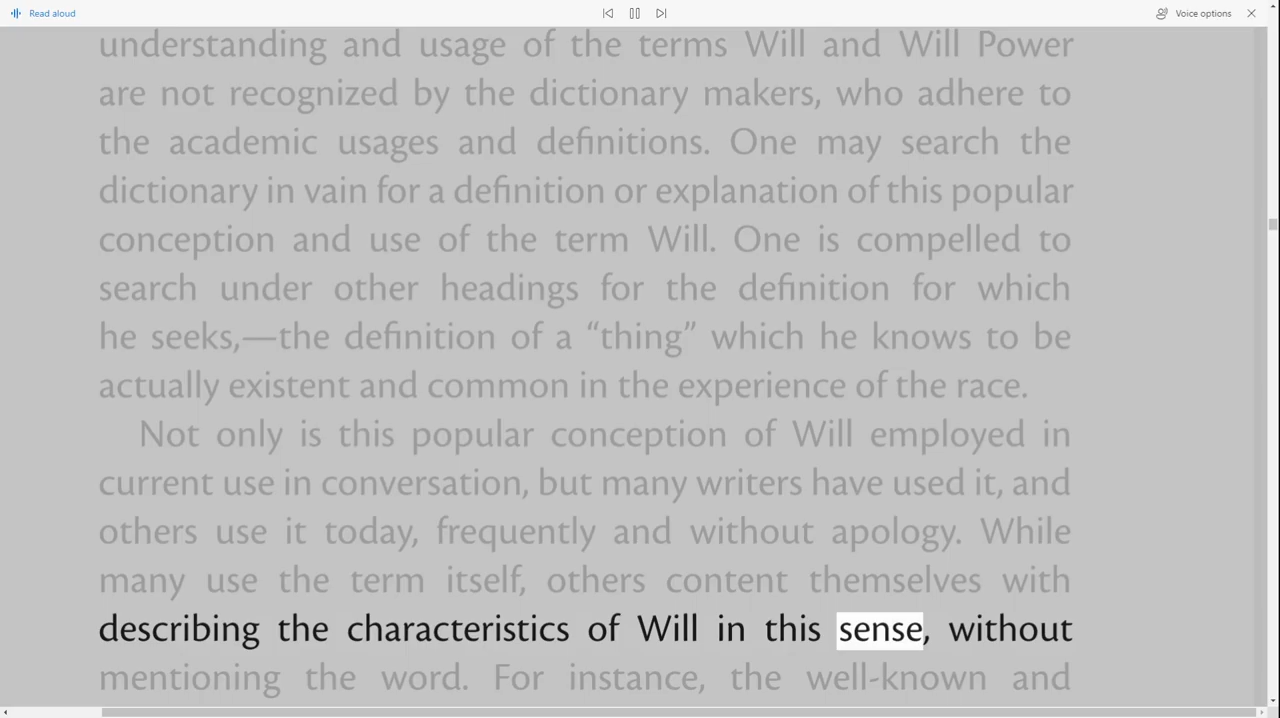 Read aloud
Voice options
understanding and usage of the terms Will and Will Power
are not recognized by the dictionary makers, who adhere to
the academic usages and definitions. One may search the
dictionary in vain for a definition or explanation of this popular
conception and use of the term Will. One is compelled to
search under other headings for the definition for which
he seeks,—the definition of a “thing” which he knows to be
actually existent and common in the experience of the race.
Not only is this popular conception of Will employed in
current use in conversation, but many writers have used it, and
others use it today, frequently and without apology. While
many use the term itself, others content themselves with
describing the characteristics of Will in this sense, without
mentioning the word. For instance, the well-known and